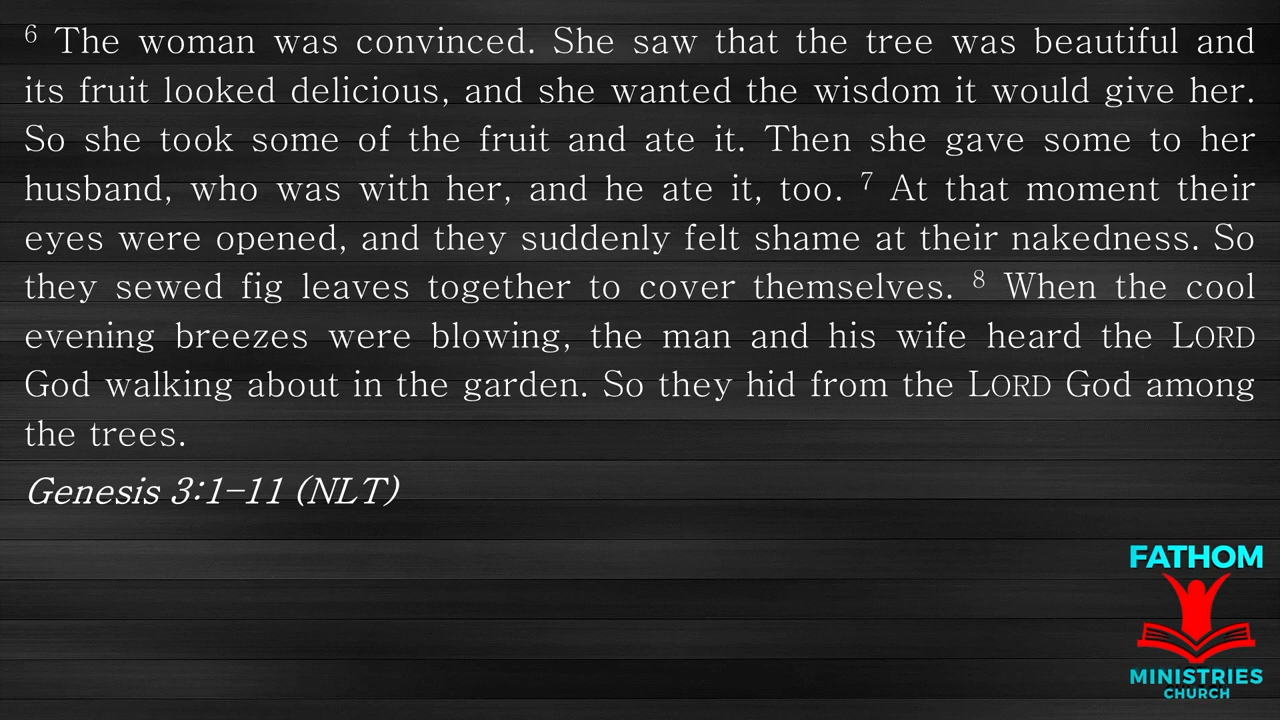 6 The woman was convinced. She saw that the tree was beautiful and
its fruit looked delicious, and she wanted the wisdom it would give her.
So she took some of the fruit and ate it. Then she gave some to her
husband, who was with her, and he ate it, too. 7 At that moment their
eyes were opened, and they suddenly felt shame at their nakedness. So
they sewed fig leaves together to cover themselves. 8 When the cool
evening breezes were blowing, the man and his wife heard the LORD
God walking about in the garden. So they hid from the LORD God among
the trees.
Genesis 3:1–11 (NLT)
FATHOM
MINISTRIES
CHURCH